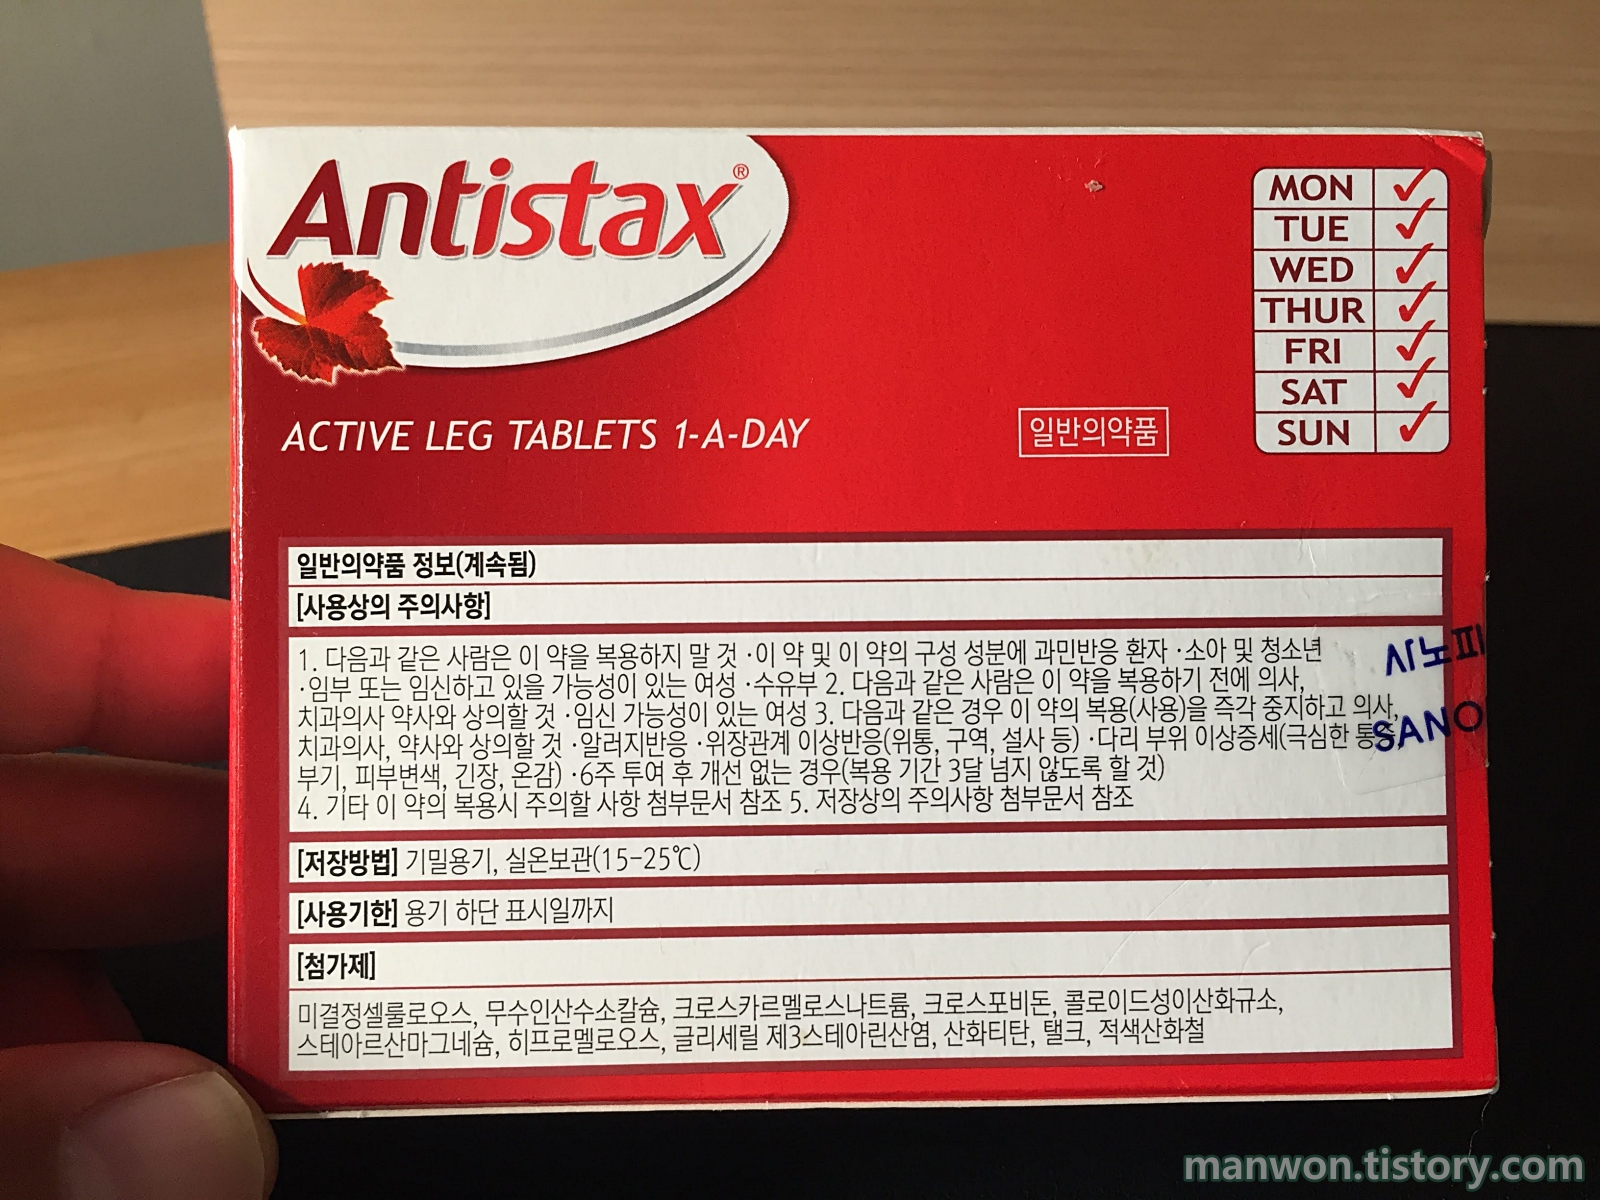 Antistax®
MON
TUE
WED
THUR
FRI
SAT
SUN
ACTIVE LEG TABLETS 1-A-DAY
일반의약품
일반의약품 정보(계속됨)
[사용상의 주의사항]
1. 다음과 같은 사람은 이 약을 복용하지 말 것 ·이 약 및 이 약의 구성 성분에 과민반응 환자 ·소아 및 청소년
·임부 또는 임신하고 있을 가능성이 있는 여성 ·수유부 2. 다음과 같은 사람은 이 약을 복용하기 전에 의사,
치과의사 약사와 상의할 것 ·임신 가능성이 있는 여성 3. 다음과 같은 경우 이 약의 복용(사용)을 즉각 중지하고 의사,
치과의사, 약사와 상의할 것 ·알러지반응 ·위장관계 이상반응(위통, 구역, 설사 등) ·다리 부위 이상증세(극심한 통증,
부기, 피부변색, 긴장, 온감) ·6주 투여 후 개선 없는 경우(복용 기간 3달 넘지 않도록 할 것)
4. 기타 이 약의 복용시 주의할 사항 첨부문서 참조 5. 저장상의 주의사항 첨부문서 참조
사노피
SANO
[저장방법] 기밀용기, 실온보관(15-25℃)
[사용기한] 용기 하단 표시일까지
[첨가제]
미결정셀룰로오스, 무수인산수소칼슘, 크로스카르멜로스나트륨, 크로스포비돈, 콜로이드성이산화규소,
스테아르산마그네슘, 히프로멜로오스, 글리세릴 제3스테아린산염, 산화티탄, 탤크, 적색산화철
manwon.tistory.com